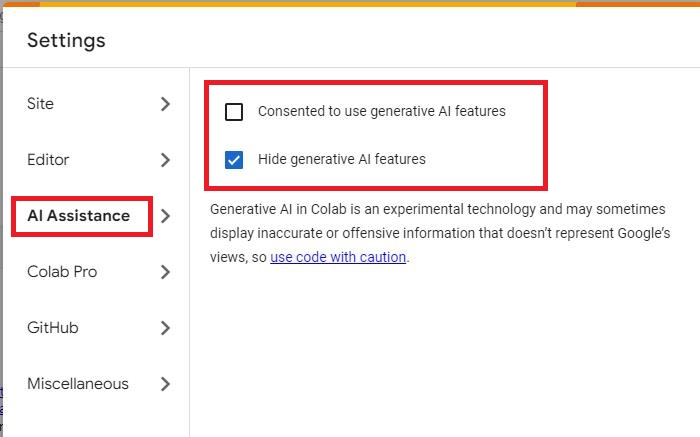 Settings
Site
Editor
AI Assistance
Colab Pro
GitHub
Miscellaneous
Consented to use generative AI features
Hide generative AI features
Generative AI in Colab is an experimental technology and may sometimes
display inaccurate or offensive information that doesn't represent Google's
views, so use code with caution.